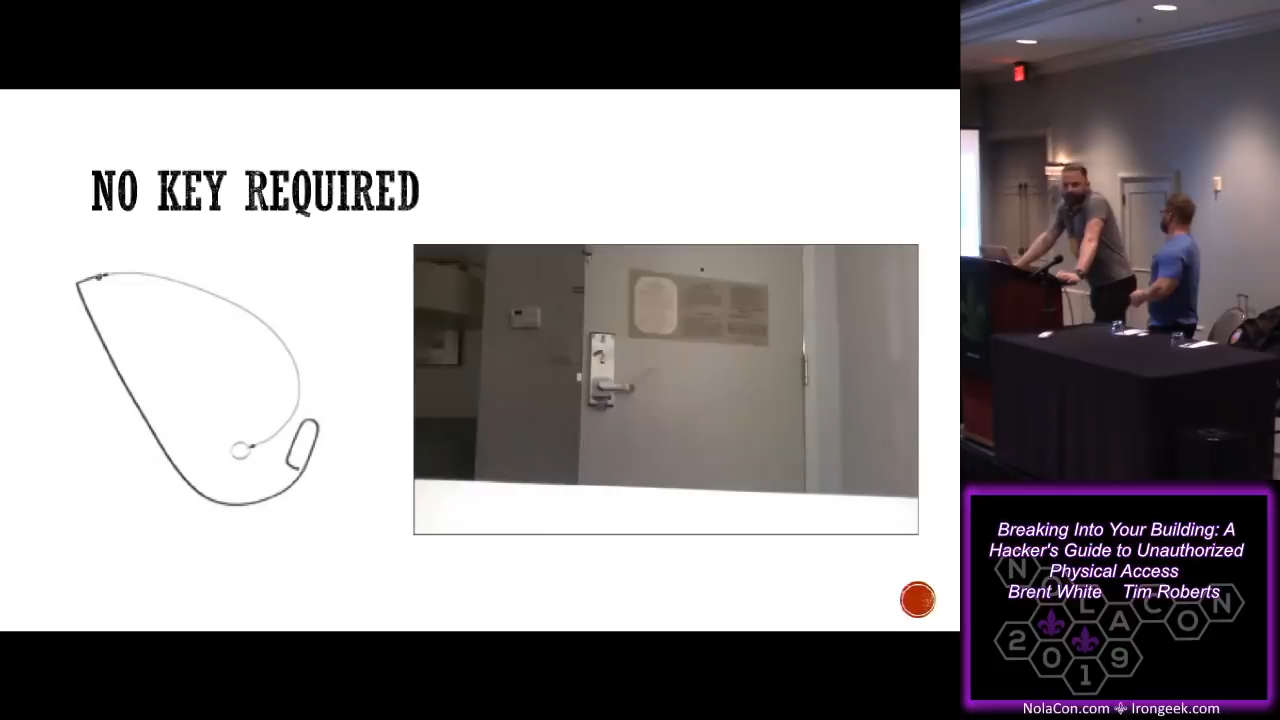 NO KEY REQUIRED
Breaking Into Your Building: A
Hacker's Guide to Unauthorized
Physical Access
Brent White Tim Roberts
NOLACON
2019
NolaCon.com Irongeek.com